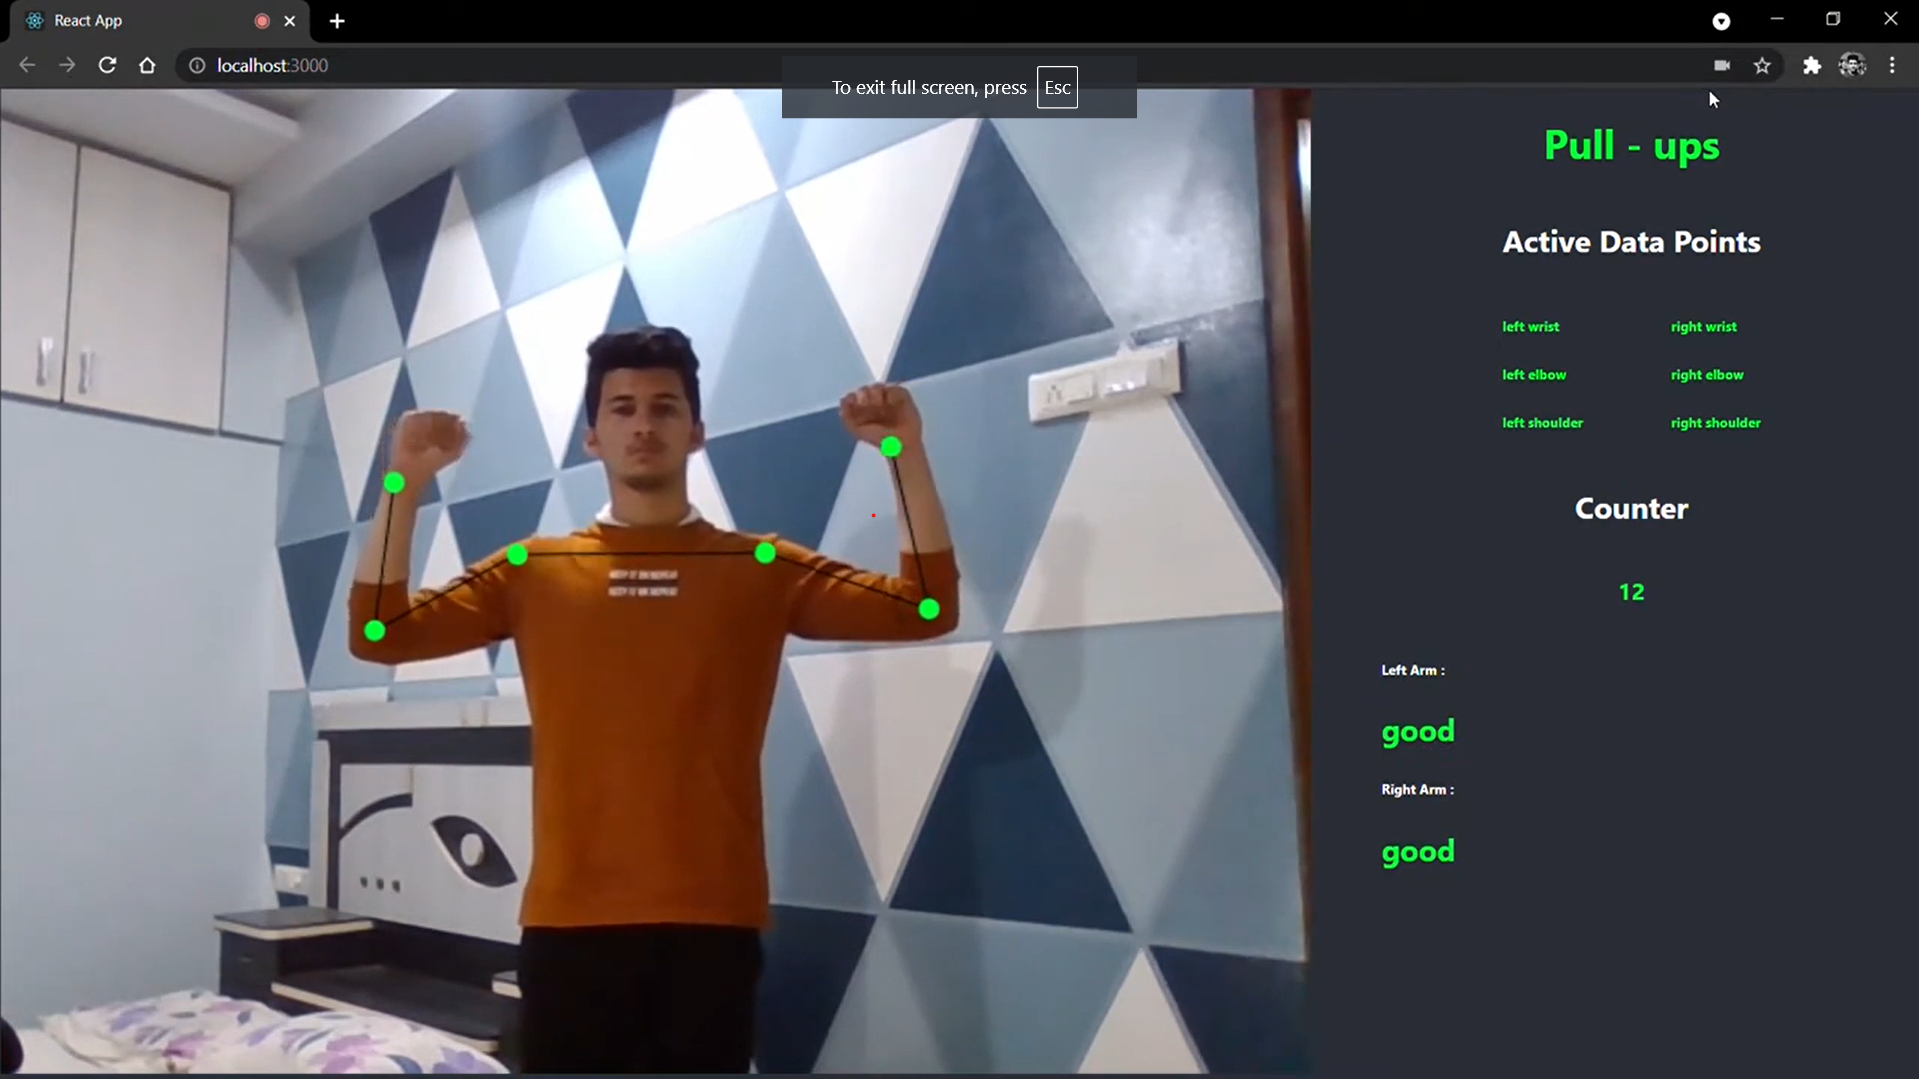 React App
localhost:3000
To exit full screen, press Esc
Pull - ups
Active Data Points
left wrist right wrist
left elbow right elbow
left shoulder right shoulder
Counter
12
Left Arm :
good
Right Arm :
good